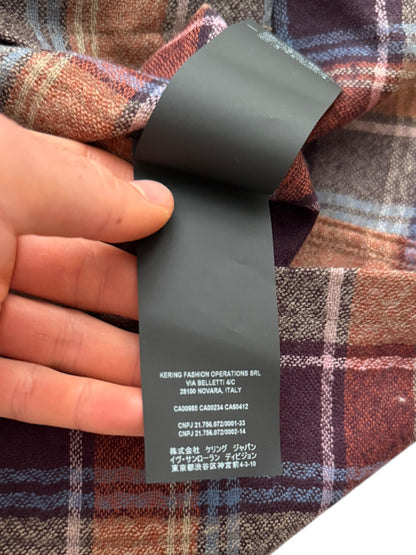 KERING FASHION OPERATIONS SRL
VIA BELLETTI 4/C
28100 NOVARA, ITALY
CA00985 CA00234 CA60412
CNPJ 21.756.072/0001-33
CNPJ 21.756.072/0002-14
株式会社 ケリング ジャパン
イヴ・サンローラン ディビジョン
東京都渋谷区神宮前4-3-10